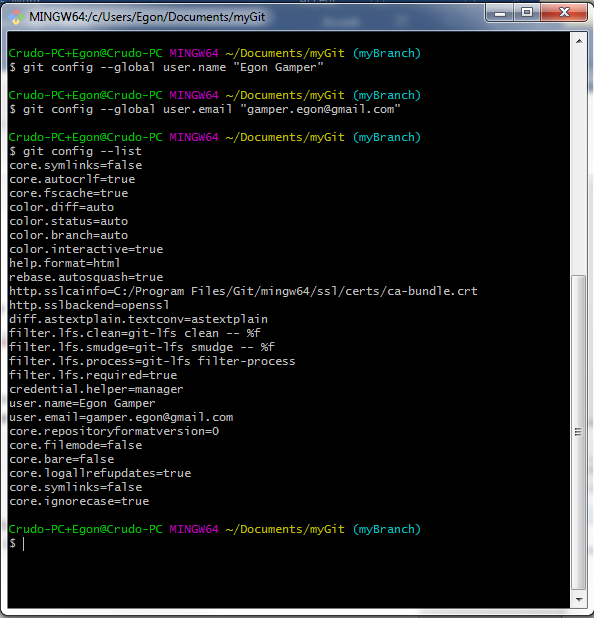 MINGW64:/c/Users/Egon/Documents/myGit
Crudo-PC+Egon@Crudo-PC MINGW64 ~/Documents/myGit (myBranch)
$ git config --global user.name "Egon Gamper"
Crudo-PC+Egon@Crudo-PC MINGW64 ~/Documents/myGit (myBranch)
$ git config --global user.email "gamper.egon@gmail.com"
Crudo-PC+Egon@Crudo-PC MINGW64 ~/Documents/myGit (myBranch)
$ git config --list
core.symlinks=false
core.autocrlf=true
core.fscache=true
color.diff=auto
color.status=auto
color.branch=auto
color.interactive=true
help.format=html
rebase.autosquash=true
http.sslcainfo=C:/Program Files/Git/mingw64/ssl/certs/ca-bundle.crt
http.sslbackend=openssl
diff.astextplain.textconv=astextplain
filter.lfs.clean=git-lfs clean -- %f
filter.lfs.smudge=git-lfs smudge -- %f
filter.lfs.process=git-lfs filter-process
filter.lfs.required=true
credential.helper=manager
user.name=Egon Gamper
user.email=gamper.egon@gmail.com
core.repositoryformatversion=0
core.filemode=false
core.bare=false
core.logallrefupdates=true
core.symlinks=false
core.ignorecase=true
Crudo-PC+Egon@Crudo-PC MINGW64 ~/Documents/myGit (myBranch)
$